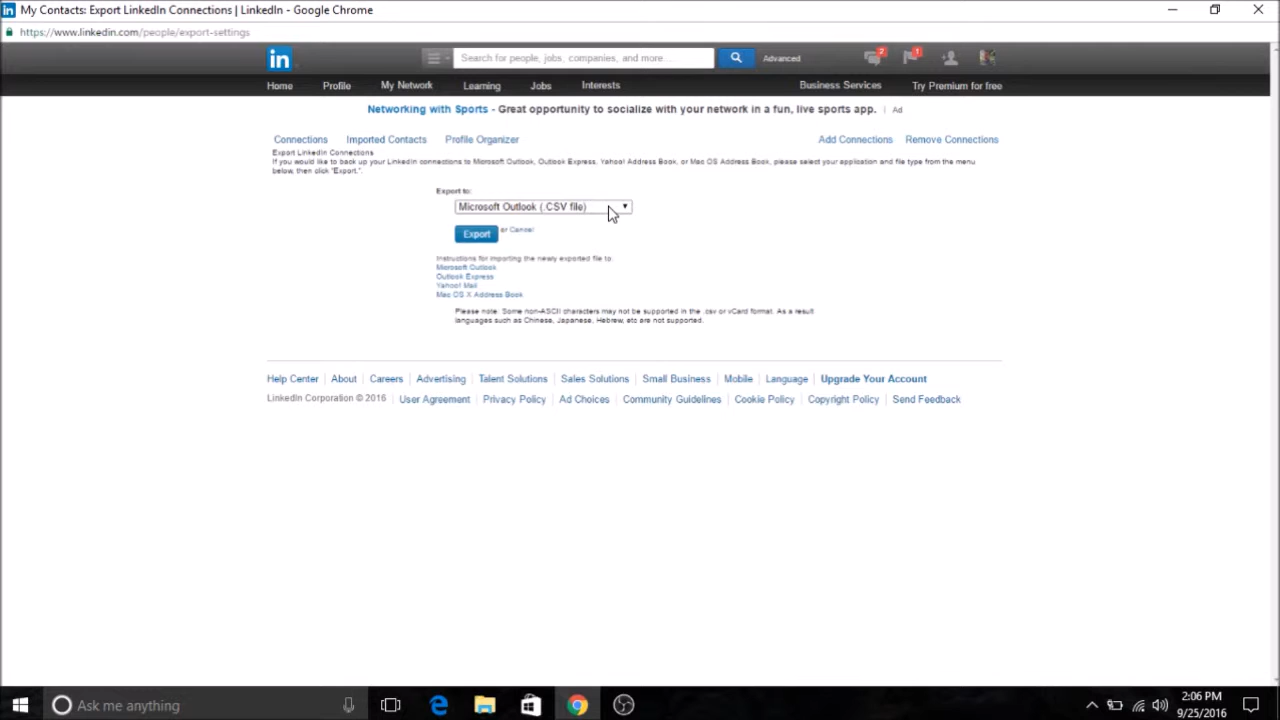 in My Contacts: Export LinkedIn Connections | LinkedIn - Google Chrome
https://www.linkedin.com/people/export-settings
in Search for people, jobs, companies, and more... Advanced 2 1
Home Profile My Network Learning Jobs Interests Business Services Try Premium for free
Networking with Sports - Great opportunity to socialize with your network in a fun, live sports app. | Ad
Connections Imported Contacts Profile Organizer Add Connections Remove Connections
Export LinkedIn Connections
If you would like to back up your LinkedIn connections to Microsoft Outlook, Outlook Express, Yahoo! Address Book, or Mac OS Address Book, please select your application and file type from the menu
below, then click "Export.".
Export to:
Microsoft Outlook (.CSV file)
Export or Cancel
Instructions for importing the newly exported file to:
Microsoft Outlook
Outlook Express
Yahoo! Mail
Mac OS X Address Book
Please note: Some non-ASCII characters may not be supported in the .csv or vCard format. As a result
languages such as Chinese, Japanese, Hebrew, etc are not supported.
Help Center | About | Careers | Advertising | Talent Solutions | Sales Solutions | Small Business | Mobile | Language | Upgrade Your Account
LinkedIn Corporation © 2016 | User Agreement | Privacy Policy | Ad Choices | Community Guidelines | Cookie Policy | Copyright Policy | Send Feedback
Ask me anything
2:06 PM
9/25/2016